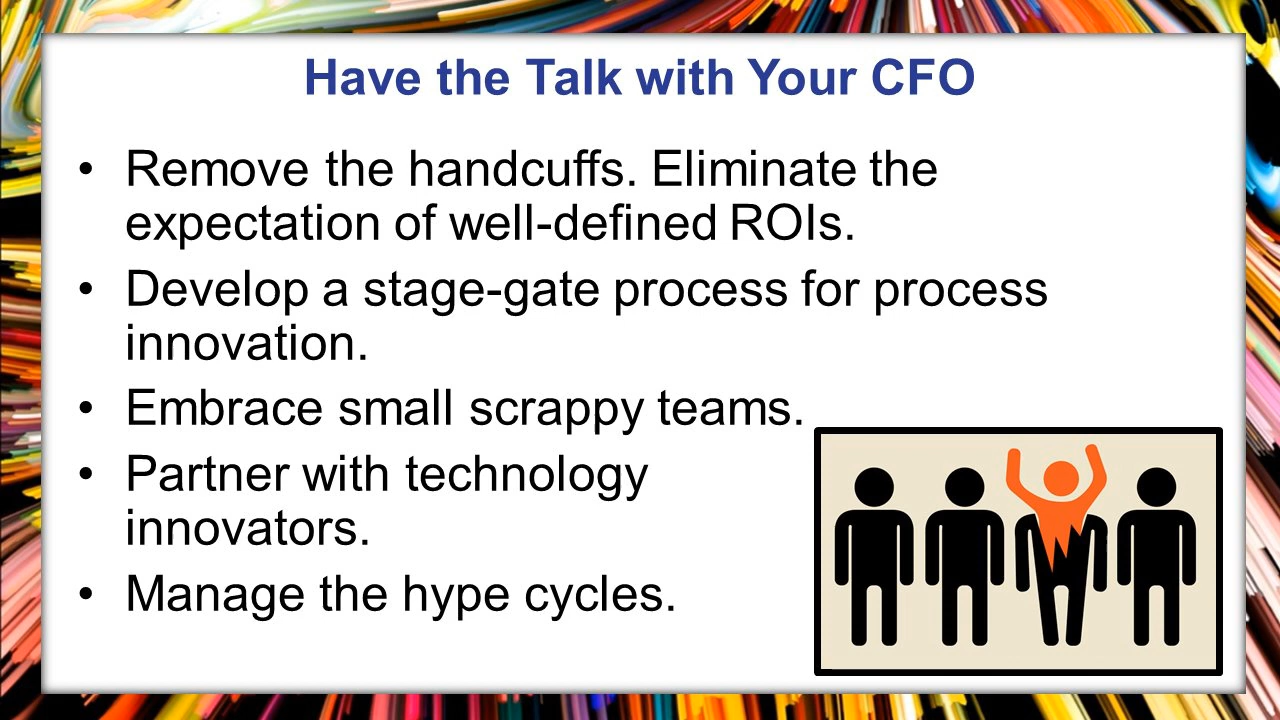 Have the Talk with Your CFO
• Remove the handcuffs. Eliminate the
expectation of well-defined ROIs.
• Develop a stage-gate process for process
innovation.
• Embrace small scrappy teams.
• Partner with technology
innovators.
• Manage the hype cycles.